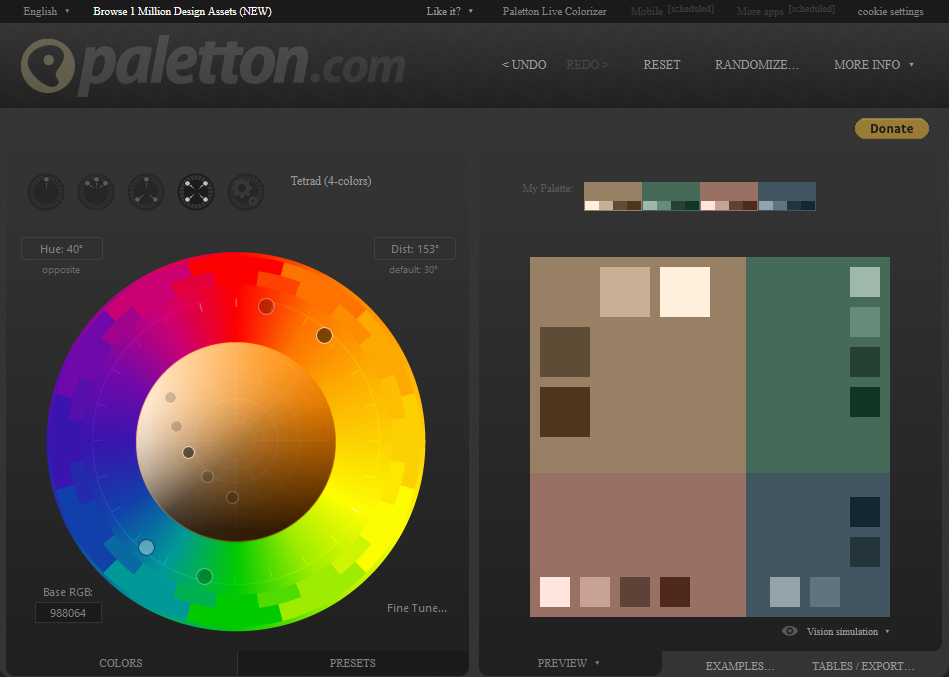 English ▾ Browse 1 Million Design Assets (NEW) Like it? ▾ Paletton Live Colorizer Mobile [scheduled] More apps [scheduled] cookie settings
paletton.com
< UNDO REDO > RESET RANDOMIZE... MORE INFO ▾
Donate
Tetrad (4-colors)
My Palette:
Hue: 40° Dist: 153°
opposite default: 30°
Base RGB:
988064
Fine Tune...
Vision simulation ▾
COLORS PRESETS PREVIEW ▾ EXAMPLES... TABLES / EXPORT...